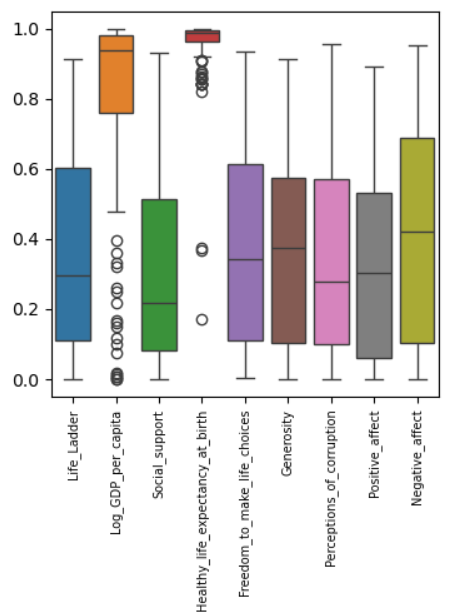 1.0
0.8
0.6
0.4
0.2
0.0
Life_Ladder
Log_GDP_per_capita
Social_support
Healthy_life_expectancy_at_birth
Freedom_to_make_life_choices
Generosity
Perceptions_of_corruption
Positive_affect
Negative_affect